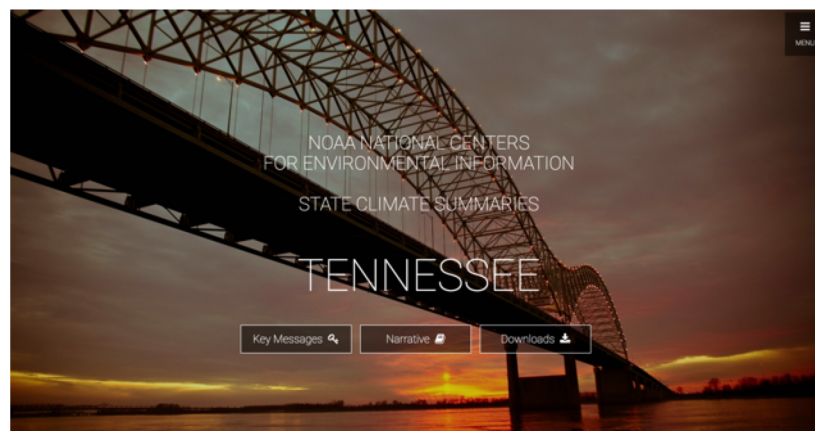 MENU
NOAA NATIONAL CENTERS
FOR ENVIRONMENTAL INFORMATION
STATE CLIMATE SUMMARIES
TENNESSEE
Key Messages
Narrative
Downloads